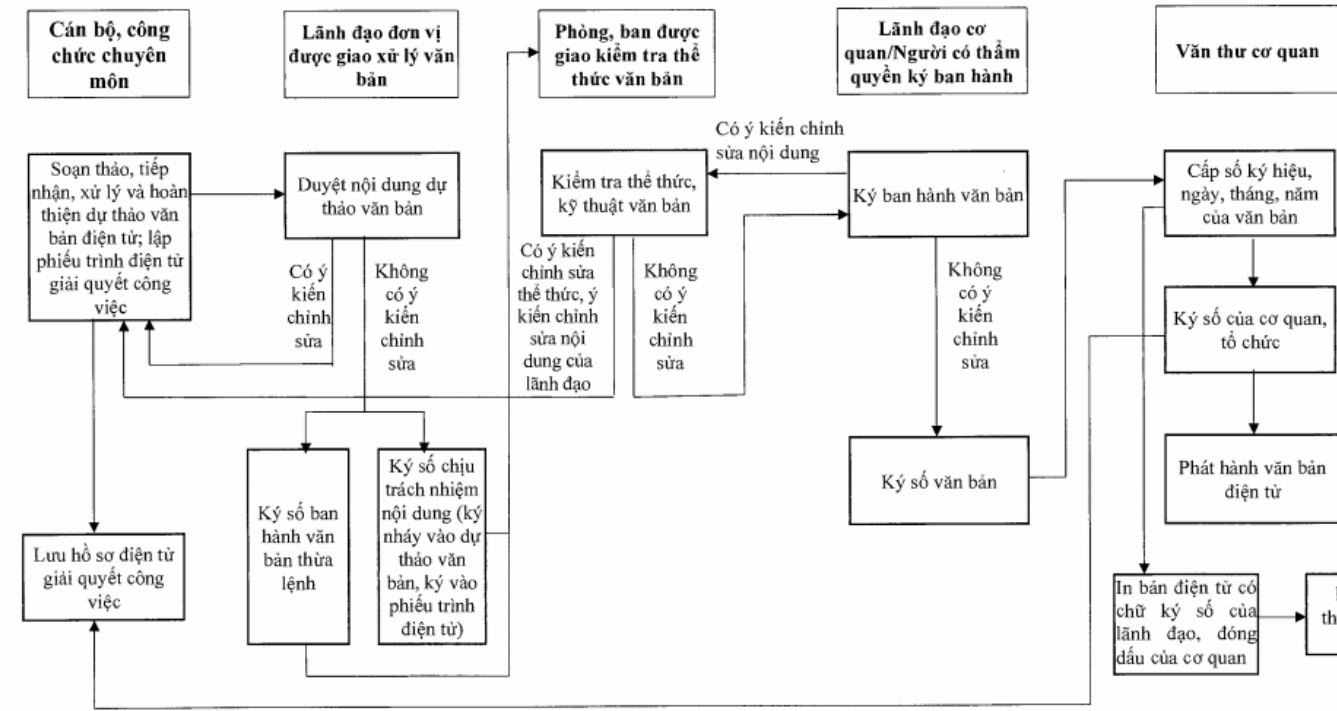 Cán bộ, công
chức chuyên
môn
Lãnh đạo đơn vị
được giao xử lý văn
bản
Phòng, ban được
giao kiểm tra thể
thức văn bản
Lãnh đạo cơ
quan/Người có thẩm
quyền ký ban hành
Văn thư cơ quan
Soạn thảo, tiếp
nhận, xử lý và hoàn
thiện dự thảo văn
bản điện tử; lập
phiếu trình điện tử
giải quyết công
việc
Duyệt nội dung dự
thảo văn bản
Kiểm tra thể thức,
kỹ thuật văn bản
Có ý kiến chỉnh
sửa nội dung
Ký ban hành văn bản
Cấp số ký hiệu,
ngày, tháng, năm
của văn bản
Có ý
kiến
chỉnh
sửa
Không
có ý
kiến
chỉnh
sửa
Có ý kiến
chỉnh sửa
thể thức, ý
kiến chỉnh
sửa nội
dung của
lãnh đạo
Không
có ý
kiến
chỉnh
sửa
Không
có ý
kiến
chỉnh
sửa
Ký số của cơ quan,
tổ chức
Ký số ban
hành văn
bản thừa
lệnh
Ký số chịu
trách nhiệm
nội dung (ký
nháy vào dự
thảo văn
bản, ký vào
phiếu trình
điện tử)
Ký số văn bản
Phát hành văn bản
điện tử
Lưu hồ sơ điện tử
giải quyết công
việc
In bản điện tử có
chữ ký số của
lãnh đạo, đóng
dấu của cơ quan